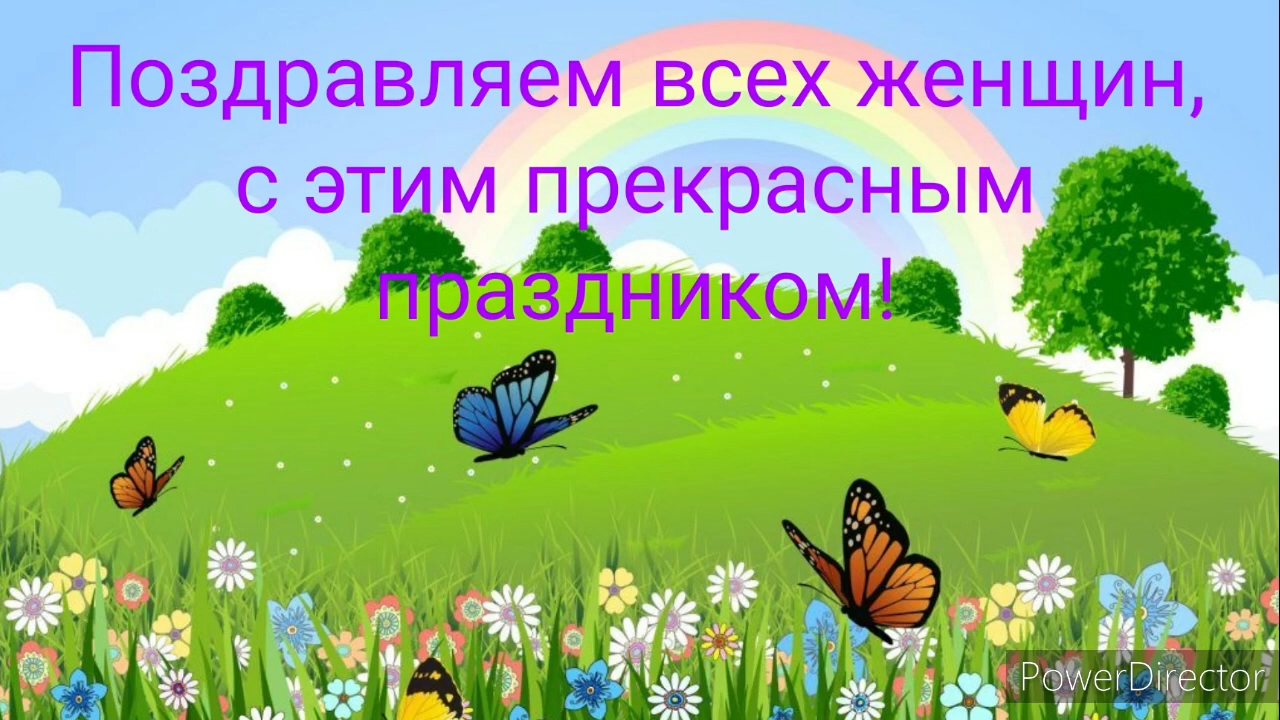 Поздравляем всех женщин,
с этим прекрасным
праздником!
PowerDirector